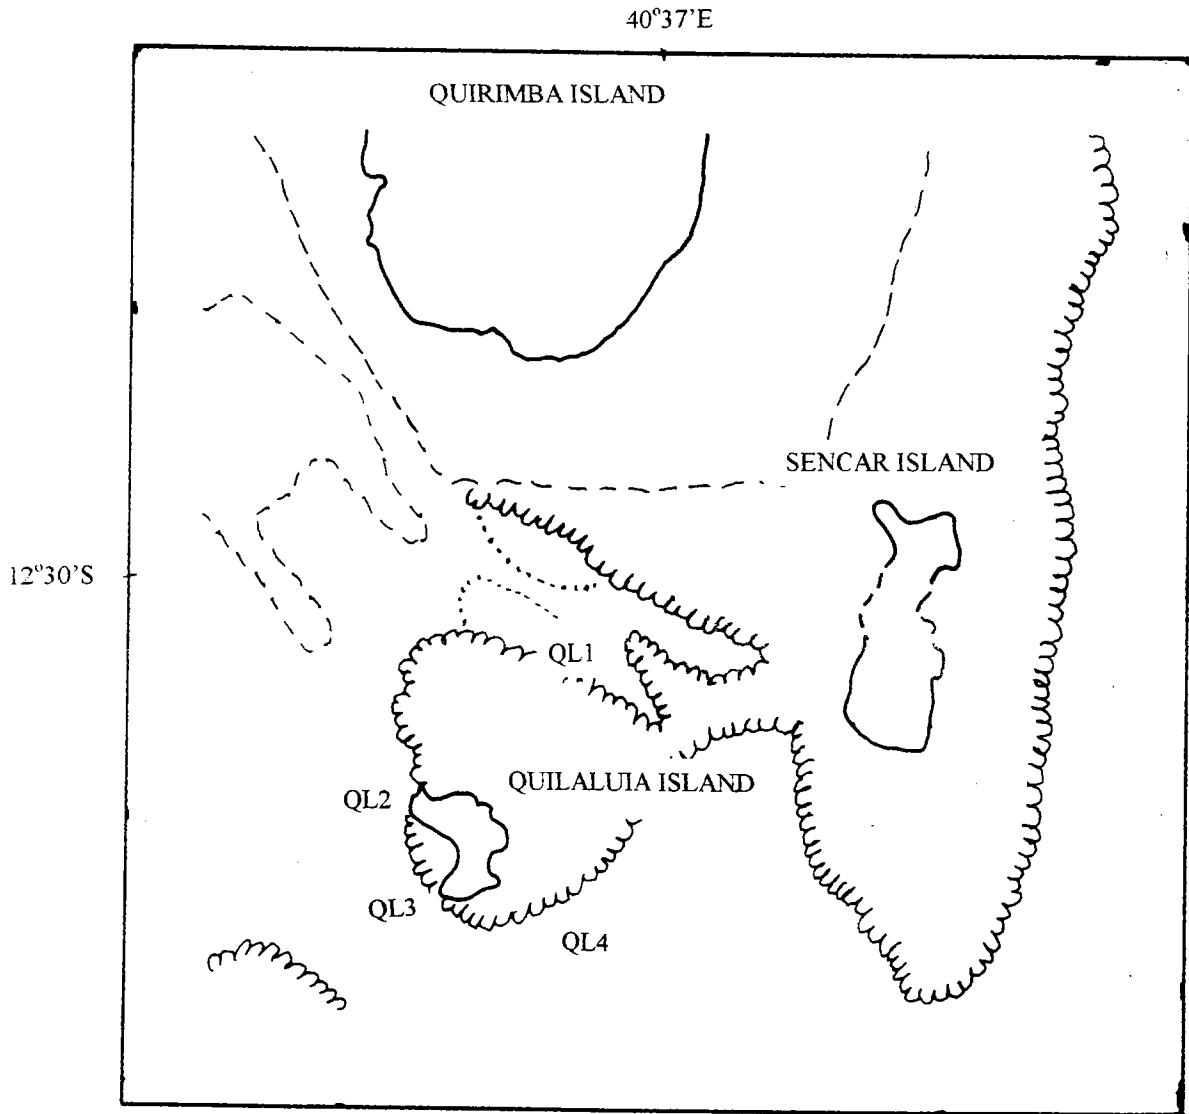 40°37'E
QUIRIMBA ISLAND
SENCAR ISLAND
12°30'S
QL1
QUILALUIA ISLAND
QL2
QL3
QL4